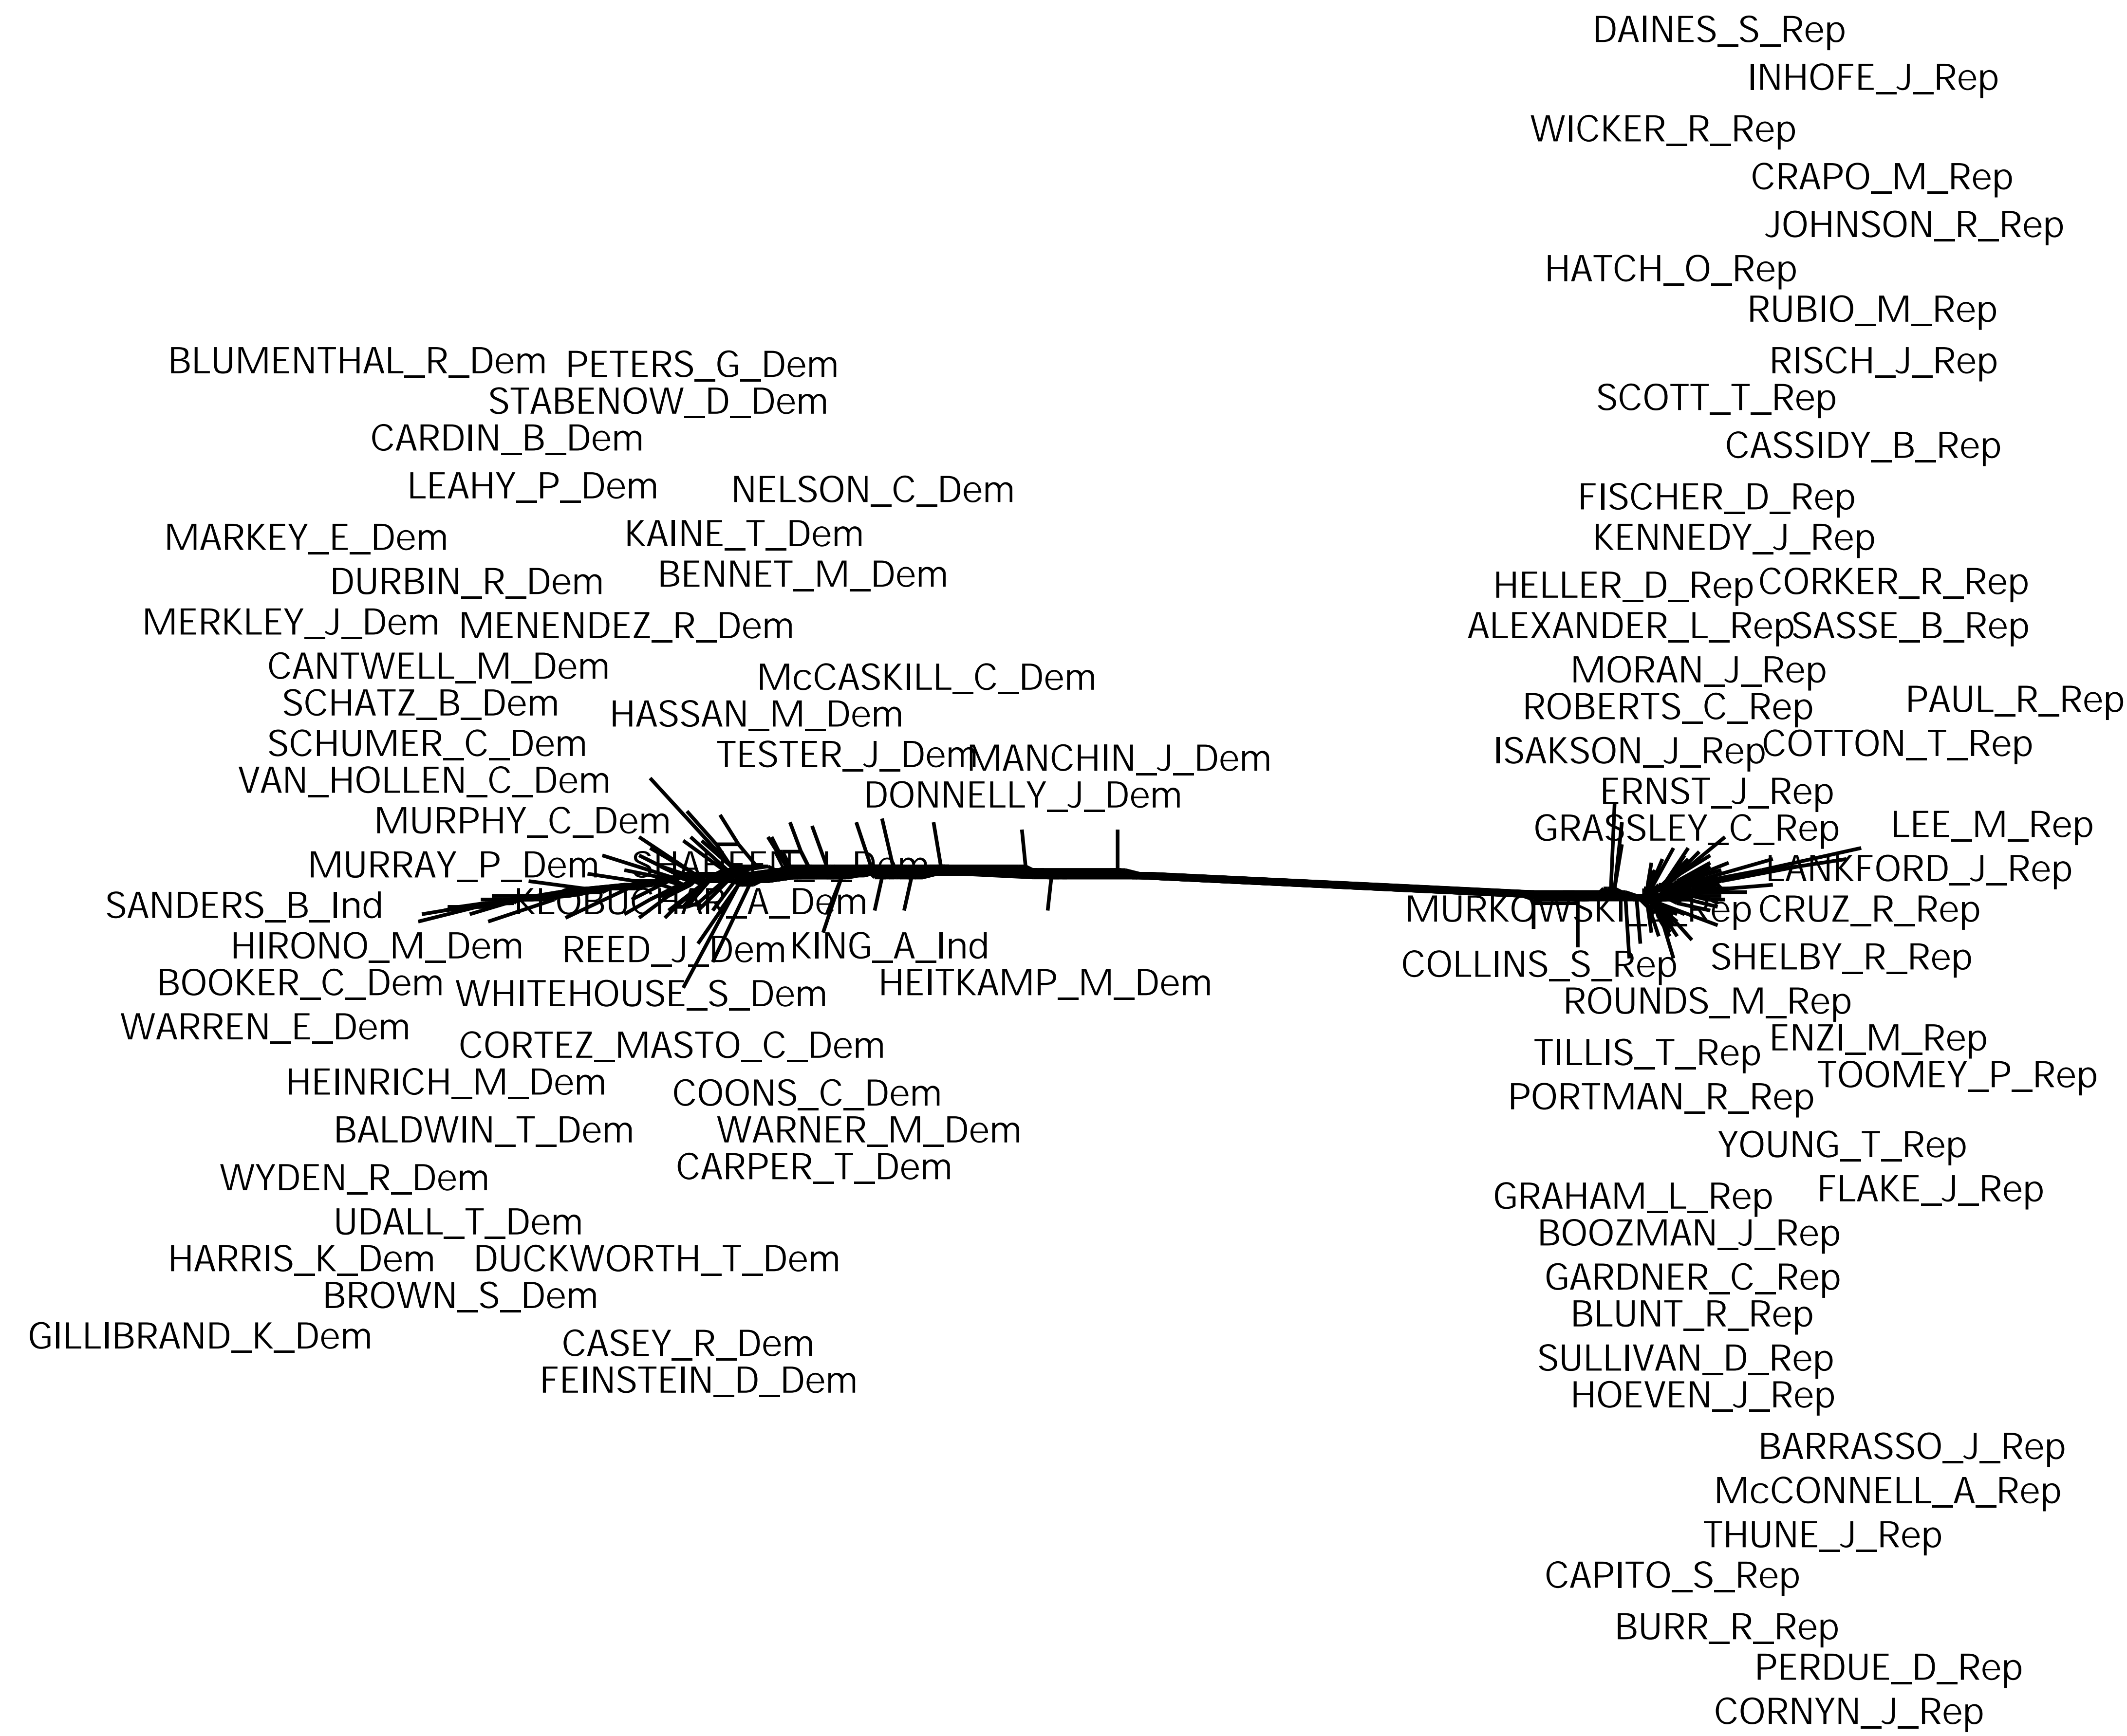 DAINES_S_Rep
INHOFE_J_Rep
WICKER_R_Rep
CRAPO_M_Rep
JOHNSON_R_Rep
HATCH_O_Rep
RUBIO_M_Rep
RISCH_J_Rep
SCOTT_T_Rep
CASSIDY_B_Rep
FISCHER_D_Rep
KENNEDY_J_Rep
HELLER_D_Rep CORKER_R_Rep
ALEXANDER_L_Rep SASSE_B_Rep
MORAN_J_Rep
ROBERTS_C_Rep PAUL_R_Rep
ISAKSON_J_Rep COTTON_T_Rep
ERNST_J_Rep
GRASSLEY_C_Rep LEE_M_Rep
LANKFORD_J_Rep
MURKOWSKI_L_Rep CRUZ_R_Rep
COLLINS_S_Rep SHELBY_R_Rep
ROUNDS_M_Rep
ENZI_M_Rep
TILLIS_T_Rep
TOOMEY_P_Rep
PORTMAN_R_Rep
YOUNG_T_Rep
GRAHAM_L_Rep FLAKE_J_Rep
BOOZMAN_J_Rep
GARDNER_C_Rep
BLUNT_R_Rep
SULLIVAN_D_Rep
HOEVEN_J_Rep
BARRASSO_J_Rep
McCONNELL_A_Rep
THUNE_J_Rep
CAPITO_S_Rep
BURR_R_Rep
PERDUE_D_Rep
CORNYN_J_Rep
BLUMENTHAL_R_Dem PETERS_G_Dem
STABENOW_D_Dem
CARDIN_B_Dem
LEAHY_P_Dem NELSON_C_Dem
MARKEY_E_Dem KAINE_T_Dem
DURBIN_R_Dem BENNET_M_Dem
MERKLEY_J_Dem MENENDEZ_R_Dem
CANTWELL_M_Dem McCASKILL_C_Dem
SCHATZ_B_Dem HASSAN_M_Dem
SCHUMER_C_Dem TESTER_J_Dem MANCHIN_J_Dem
VAN_HOLLEN_C_Dem DONNELLY_J_Dem
MURPHY_C_Dem
MURRAY_P_Dem SHAHEEN_J_Dem
SANDERS_B_Ind KLOBUCHAR_A_Dem
HIRONO_M_Dem REED_J_Dem KING_A_Ind
BOOKER_C_Dem WHITEHOUSE_S_Dem HEITKAMP_M_Dem
WARREN_E_Dem
CORTEZ_MASTO_C_Dem
HEINRICH_M_Dem COONS_C_Dem
BALDWIN_T_Dem WARNER_M_Dem
WYDEN_R_Dem CARPER_T_Dem
UDALL_T_Dem
HARRIS_K_Dem DUCKWORTH_T_Dem
BROWN_S_Dem
GILLIBRAND_K_Dem CASEY_R_Dem
FEINSTEIN_D_Dem